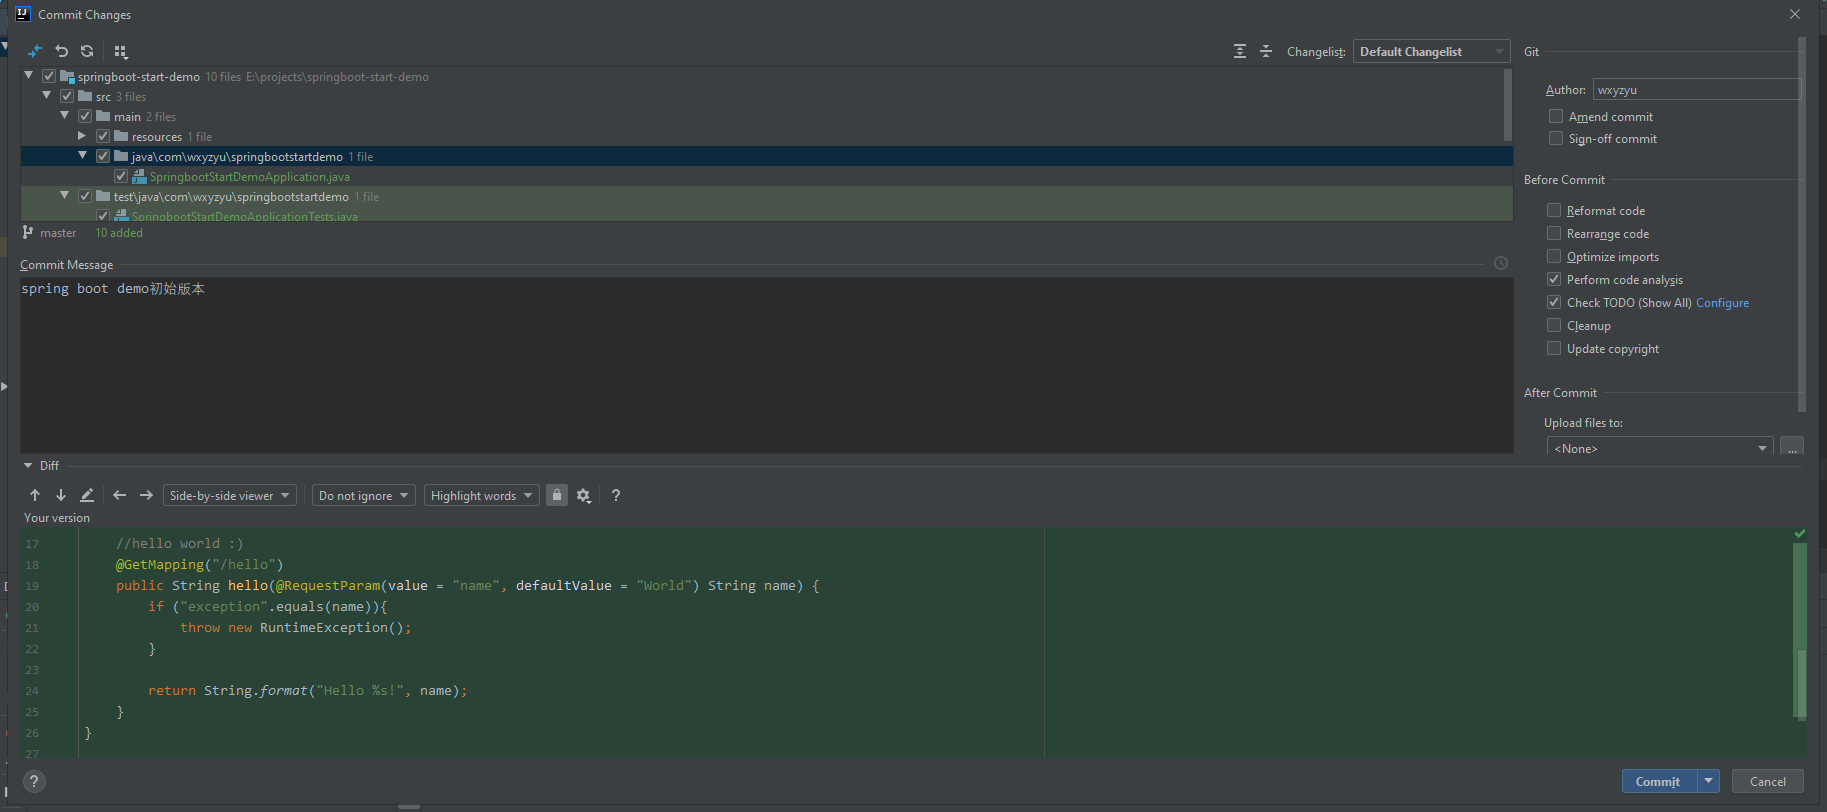 Commit Changes
Changelist: Default Changelist
springboot-start-demo 10 files E:\projects\springboot-start-demo
src 3 files
main 2 files
resources 1 file
java\com\wxyzyu\springbootstartdemo 1 file
SpringbootStartDemoApplication.java
test\java\com\wxyzyu\springbootstartdemo 1 file
SpringbootStartDemoApplicationTests.java
master 10 added
Commit Message
spring boot demo初始版本
Git
Author: wxyzyu
Amend commit
Sign-off commit
Before Commit
Reformat code
Rearrange code
Optimize imports
Perform code analysis
Check TODO (Show All) Configure
Cleanup
Update copyright
After Commit
Upload files to:
<None> ...
Diff
Side-by-side viewer Do not ignore Highlight words ?
Your version
17 //hello world :)
18 @GetMapping("/hello")
19 public String hello(@RequestParam(value = "name", defaultValue = "World") String name) {
20 if ("exception".equals(name)){
21 throw new RuntimeException();
22 }
23
24 return String.format("Hello %s!", name);
25 }
26 }
27
? Commit Cancel